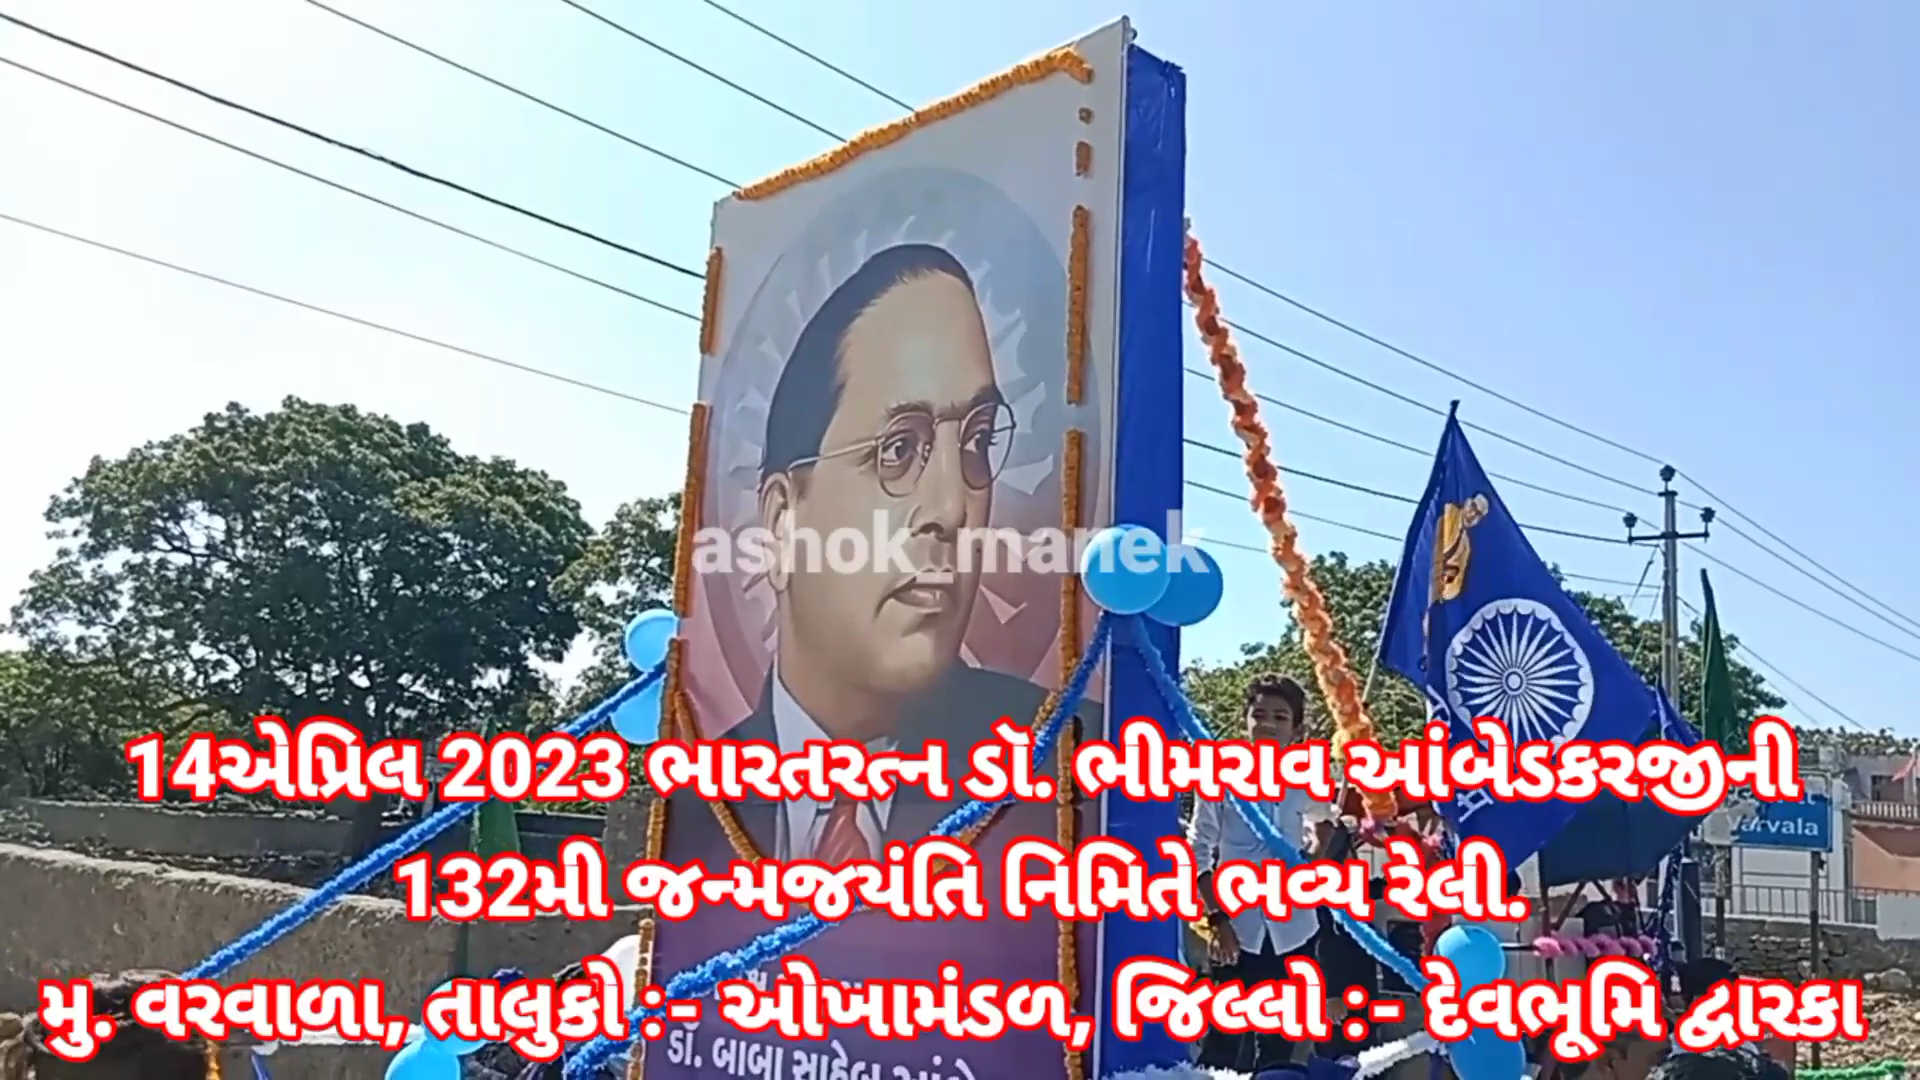 ashok_manek
14એપ્રિલ 2023 ભારતરત્ન ડૉ. ભીમરાવ આંબેડકરજીની
Varvala
132મી જન્મજયંતિ નિમિતે ભવ્ય રેલી.
મુ. વરવાળા, તાલુકો :- ઓખામંડળ, જિલ્લો :- દેવભૂમિ દ્વારકા
ડૉ. બાબા સાહેબ